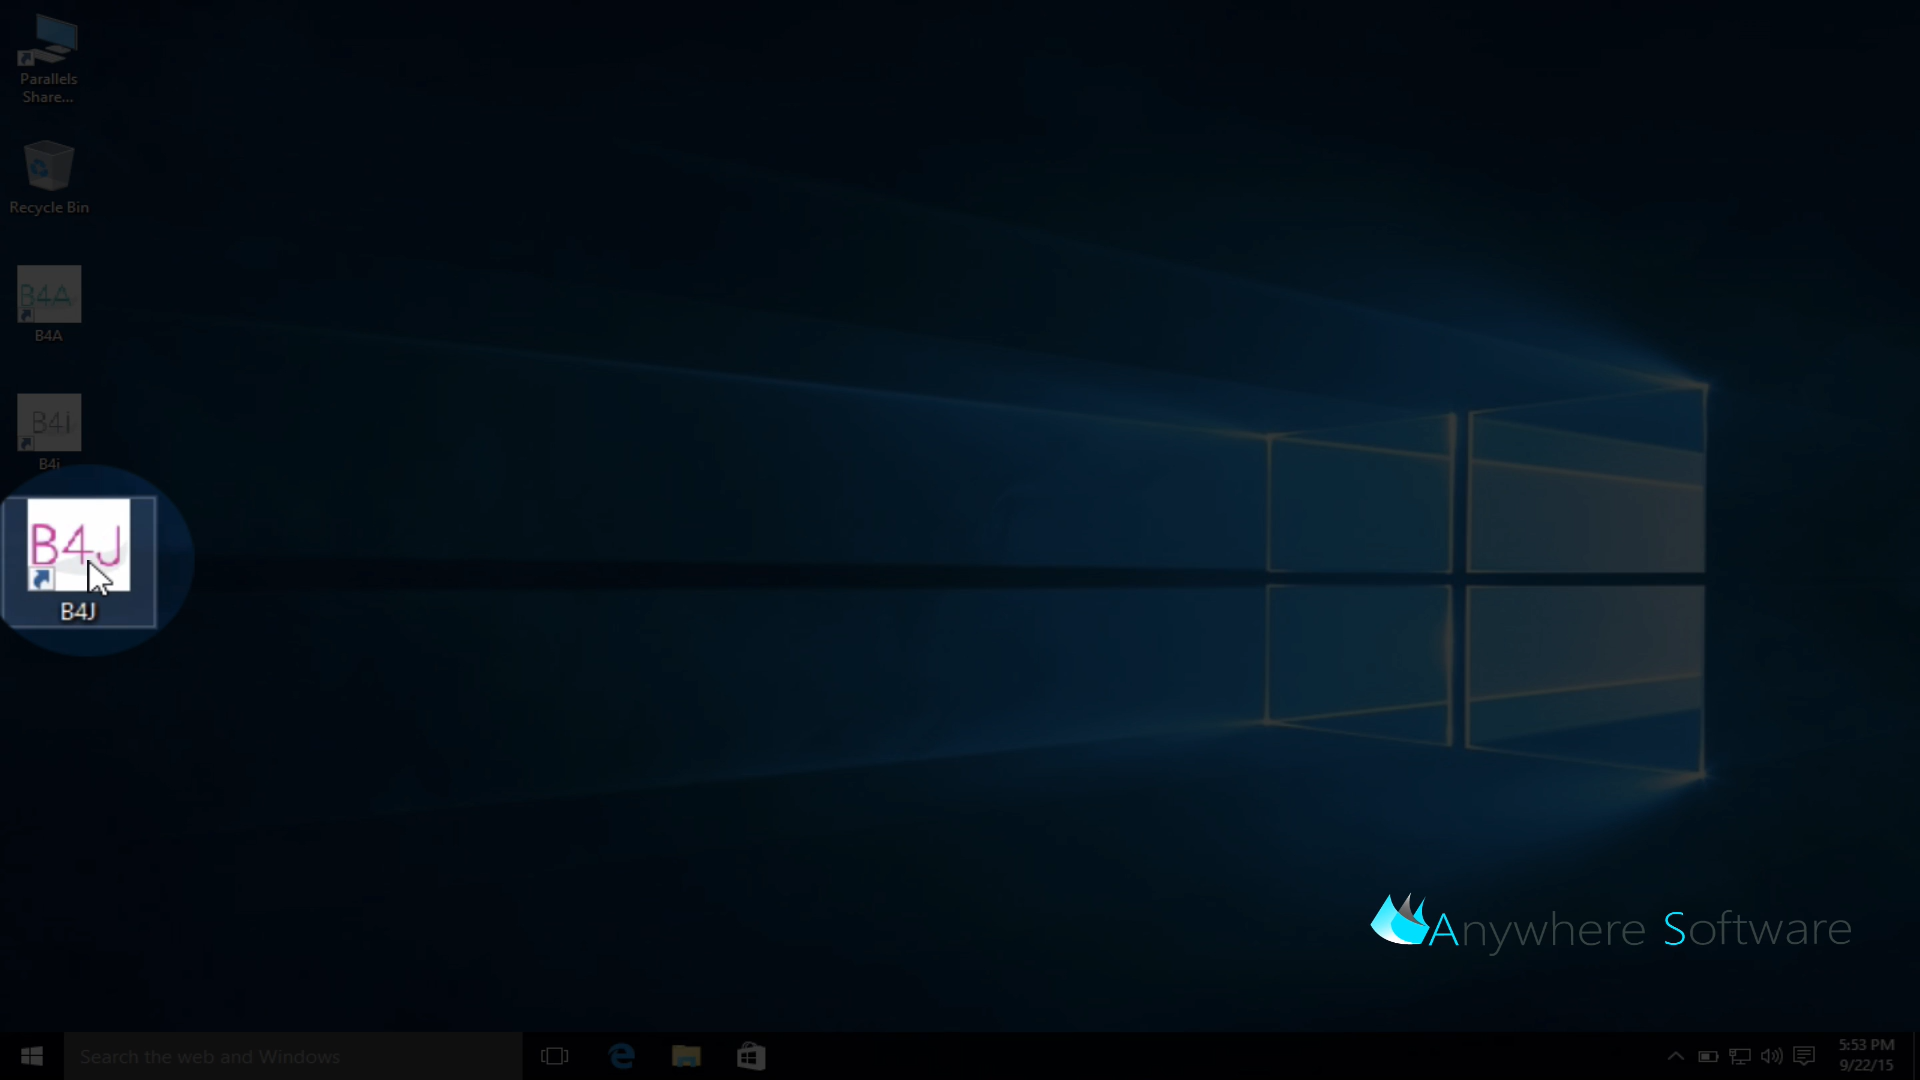 Parallels
Share...
Recycle Bin
B4A
B4A
B4i
B4i
B4J
B4J
Anywhere Software
Search the web and Windows
5:53 PM
9/22/15